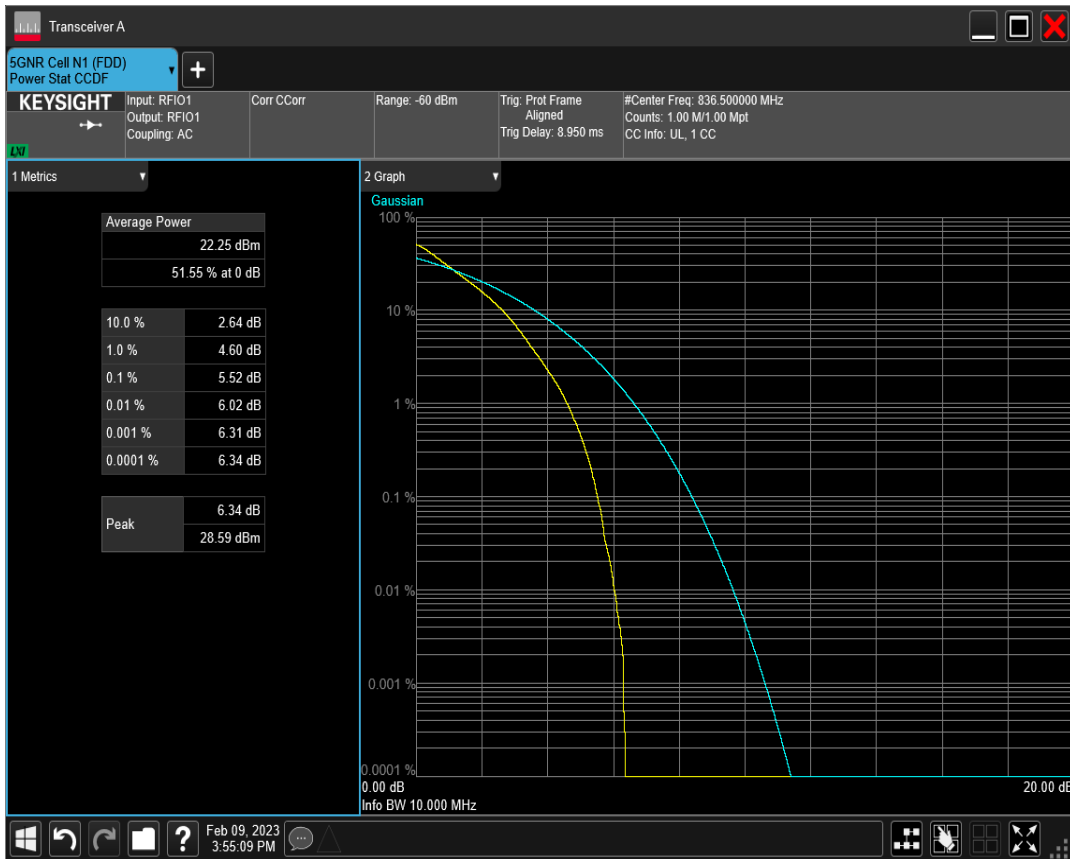 Transceiver A
5GNR Cell N1 (FDD)
Power Stat CCDF
+
KEYSIGHT
LXI
Input: RFIO1
Output: RFIO1
Coupling: AC
Corr CCorr
Range: -60 dBm
Trig: Prot Frame
Aligned
Trig Delay: 8.950 ms
#Center Freq: 836.500000 MHz
Counts: 1.00 M/1.00 Mpt
CC Info: UL, 1 CC
1 Metrics
Average Power
22.25 dBm
51.55 % at 0 dB
10.0 % 2.64 dB
1.0 % 4.60 dB
0.1 % 5.52 dB
0.01 % 6.02 dB
0.001 % 6.31 dB
0.0001 % 6.34 dB
Peak 6.34 dB
28.59 dBm
2 Graph
Gaussian
100 %
10 %
1 %
0.1 %
0.01 %
0.001 %
0.0001 %
0.00 dB 20.00 dB
Info BW 10.000 MHz
?
Feb 09, 2023
3:55:09 PM